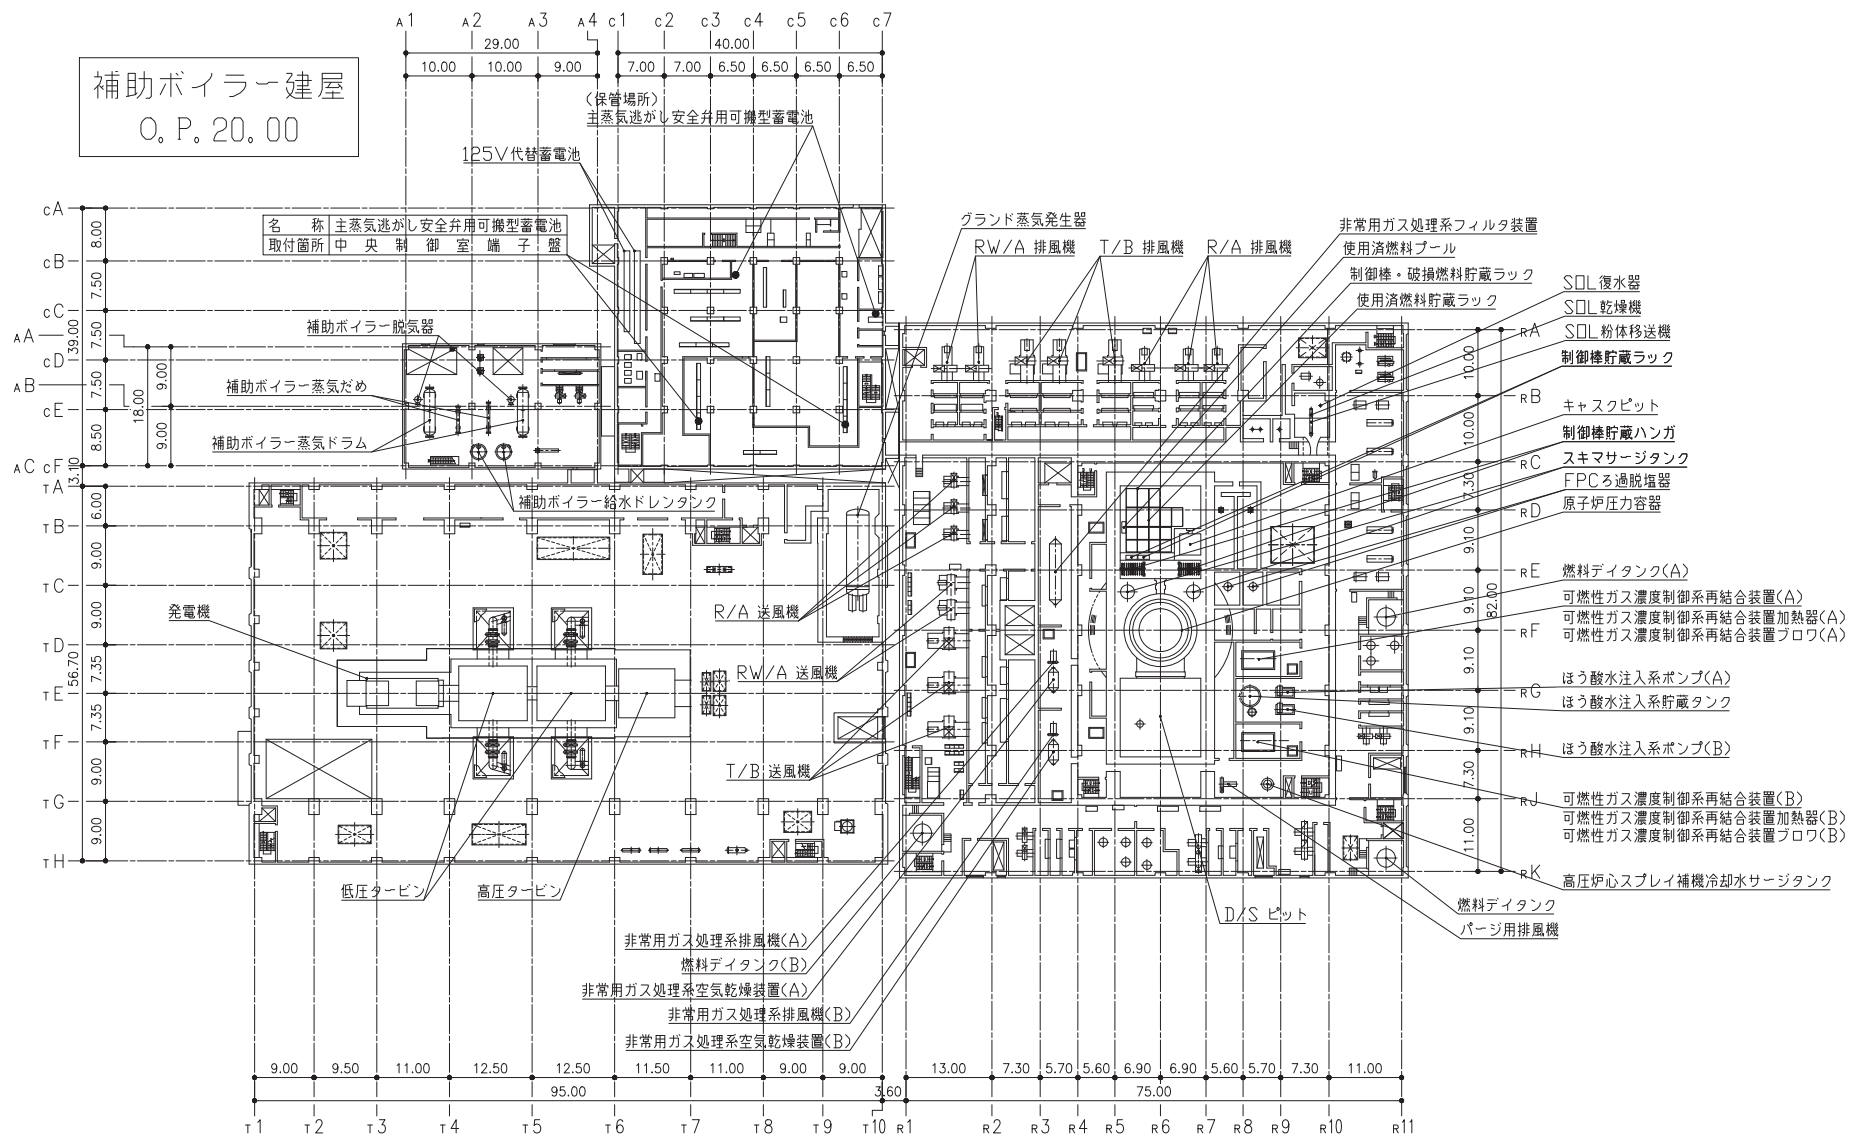 補助ボイラー建屋
O.P.20.00
A1 A2 A3 A4 C1 C2 C3 C4 C5 C6 C7
29.00 40.00
10.00 10.00 9.00 7.00 7.00 6.50 6.50 6.50 6.50
(保管場所)
主蒸気逃がし安全弁用可搬型蓄電池
125V代替蓄電池
名 称 主蒸気逃がし安全弁用可搬型蓄電池
取付箇所 中央制御室端子盤
cA
cB
cC
AA
cD
AB
cE
AC cF
TA
TB
TC
TD
TE
TF
TG
TH
8.00
7.50
7.50
39.00
7.50
8.50
3.10
18.00
9.00
9.00
6.00
9.00
9.00
7.35
56.70
7.35
9.00
9.00
補助ボイラー脱気器
補助ボイラー蒸気だめ
補助ボイラー蒸気ドラム
補助ボイラー給水ドレンタンク
発電機
低圧タービン
高圧タービン
グランド蒸気発生器
RW/A 排風機
T/B 排風機
R/A 排風機
R/A 送風機
RW/A 送風機
T/B 送風機
非常用ガス処理系フィルタ装置
使用済燃料プール
制御棒・破損燃料貯蔵ラック
使用済燃料貯蔵ラック
SOL復水器
SOL乾燥機
SOL粉体移送機
制御棒貯蔵ラック
キャスクピット
制御棒貯蔵ハンガ
スキマサージタンク
FPCろ過脱塩器
原子炉圧力容器
燃料デイタンク(A)
可燃性ガス濃度制御系再結合装置(A)
可燃性ガス濃度制御系再結合装置加熱器(A)
可燃性ガス濃度制御系再結合装置ブロワ(A)
ほう酸水注入系ポンプ(A)
ほう酸水注入系貯蔵タンク
ほう酸水注入系ポンプ(B)
可燃性ガス濃度制御系再結合装置(B)
可燃性ガス濃度制御系再結合装置加熱器(B)
可燃性ガス濃度制御系再結合装置ブロワ(B)
高圧炉心スプレイ補機冷却水サージタンク
燃料デイタンク
パージ用排風機
D/S ピット
RA
RB
RC
RD
RE
RF
RG
RH
RJ
RK
10.00
10.00
7.30
9.10
82.00
9.10
9.10
9.10
7.30
11.00
非常用ガス処理系排風機(A)
燃料デイタンク(B)
非常用ガス処理系空気乾燥装置(A)
非常用ガス処理系排風機(B)
非常用ガス処理系空気乾燥装置(B)
9.00 9.50 11.00 12.50 12.50 11.50 11.00 9.00 9.00 13.00 7.30 5.70 5.60 6.90 6.90 5.60 5.70 7.30 11.00
95.00 3.60 75.00
T1 T2 T3 T4 T5 T6 T7 T8 T9 T10 R1 R2 R3 R4 R5 R6 R7 R8 R9 R10 R11